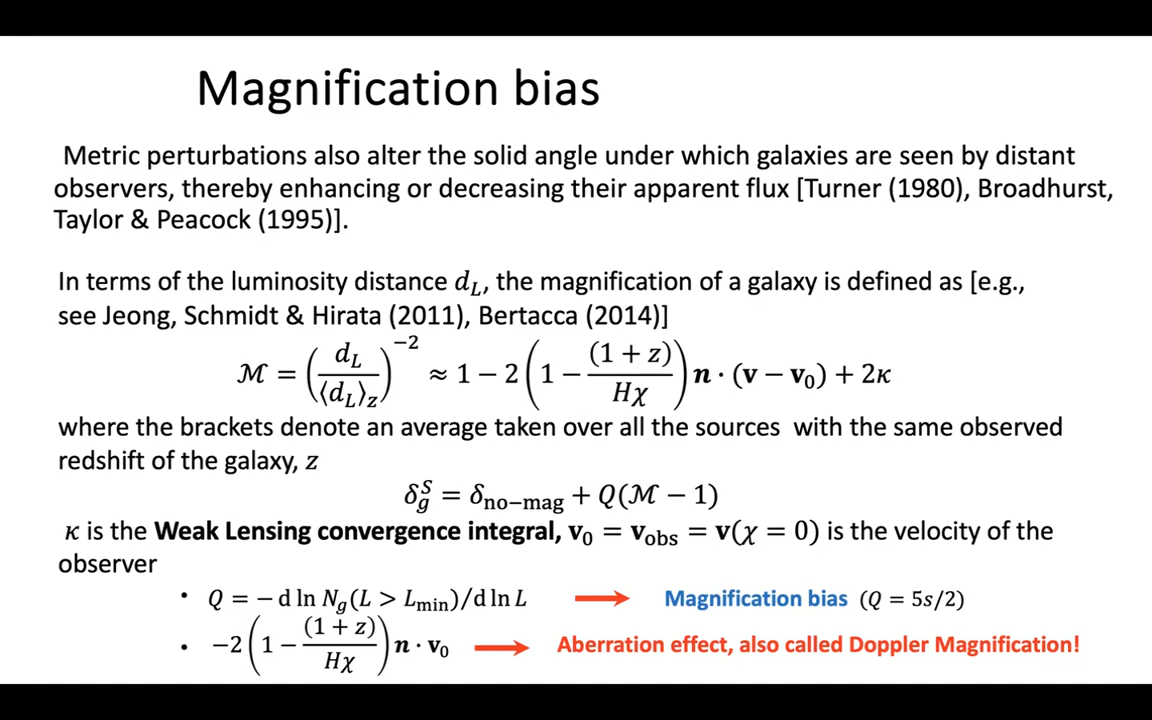 Magnification bias
Metric perturbations also alter the solid angle under which galaxies are seen by distant
observers, thereby enhancing or decreasing their apparent flux [Turner (1980), Broadhurst,
Taylor & Peacock (1995)].
In terms of the luminosity distance d_L, the magnification of a galaxy is defined as [e.g.,
see Jeong, Schmidt & Hirata (2011), Bertacca (2014)]
ℳ = (d_L / ⟨d_L⟩_z)^{−2} ≈ 1 − 2 (1 − (1 + z) / Hχ) n · (v − v_0) + 2κ
where the brackets denote an average taken over all the sources with the same observed
redshift of the galaxy, z
δ_g^S = δ_{no−mag} + Q(ℳ − 1)
κ is the Weak Lensing convergence integral, v_0 = v_obs = v(χ = 0) is the velocity of the
observer
• Q = − d ln N_g(L > L_min)/d ln L → Magnification bias (Q = 5s/2)
• −2 (1 − (1 + z) / Hχ) n · v_0 → Aberration effect, also called Doppler Magnification!